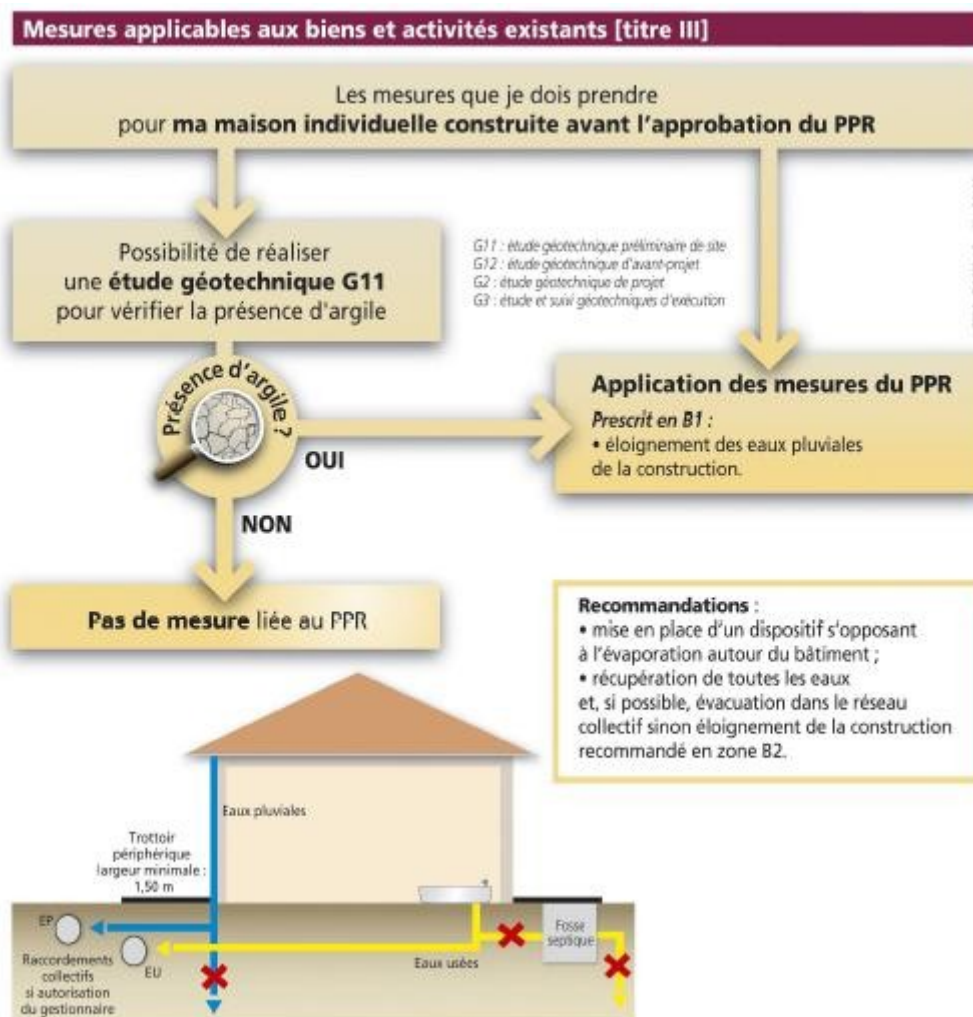 Mesures applicables aux biens et activités existants [titre III]
Les mesures que je dois prendre
pour ma maison individuelle construite avant l'approbation du PPR
Possibilité de réaliser
une étude géotechnique G11
pour vérifier la présence d'argile
G11 : étude géotechnique préliminaire de site
G12 : étude géotechnique d'avant-projet
G2 : étude géotechnique de projet
G3 : étude et suivi géotechniques d'exécution
Présence d'argile ?
OUI
NON
Application des mesures du PPR
Prescrit en B1 :
• éloignement des eaux pluviales
de la construction.
Pas de mesure liée au PPR
Recommandations :
• mise en place d'un dispositif s'opposant
à l'évaporation autour du bâtiment ;
• récupération de toutes les eaux
et, si possible, évacuation dans le réseau
collectif sinon éloignement de la construction
recommandé en zone B2.
Eaux pluviales
Trottoir
périphérique
largeur minimale :
1,50 m
EP
EU
Raccordements
collectifs
si autorisation
du gestionnaire
Eaux usées
Fosse
septique